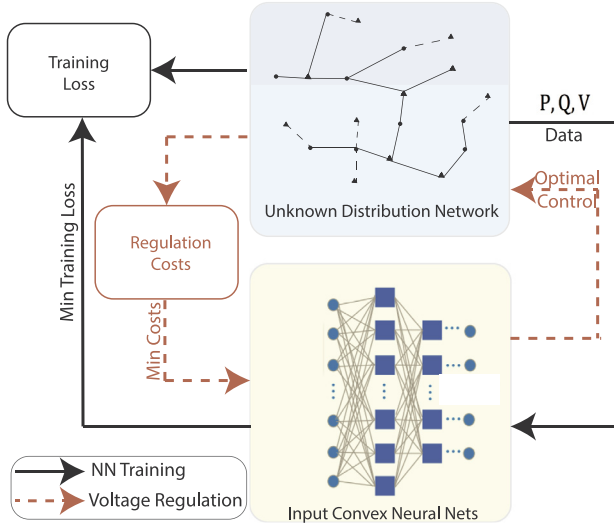 Training
Loss
P, Q, V
Data
Optimal
Control
Unknown Distribution Network
Regulation
Costs
Min Training Loss
Min Costs
NN Training
Voltage Regulation
Input Convex Neural Nets